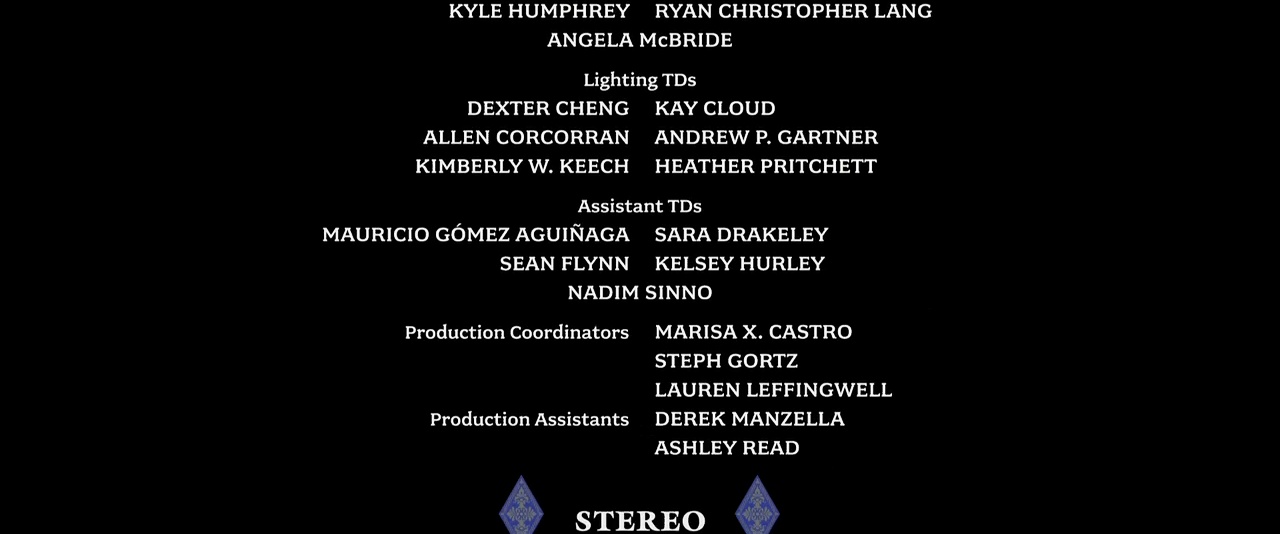 KYLE HUMPHREY RYAN CHRISTOPHER LANG
ANGELA McBRIDE
Lighting TDs
DEXTER CHENG KAY CLOUD
ALLEN CORCORRAN ANDREW P. GARTNER
KIMBERLY W. KEECH HEATHER PRITCHETT
Assistant TDs
MAURICIO GÓMEZ AGUIÑAGA SARA DRAKELEY
SEAN FLYNN KELSEY HURLEY
NADIM SINNO
Production Coordinators MARISA X. CASTRO
STEPH GORTZ
LAUREN LEFFINGWELL
Production Assistants DEREK MANZELLA
ASHLEY READ
STEREO